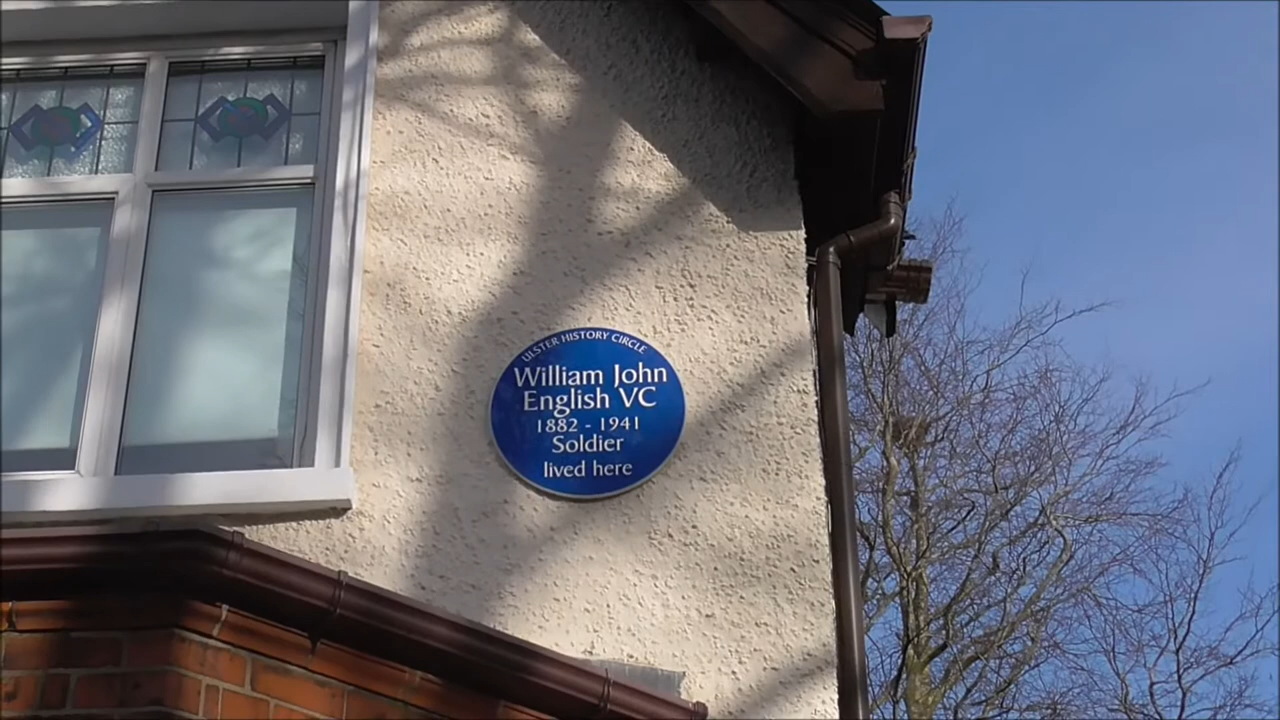 ULSTER HISTORY CIRCLE
William John
English VC
1882 - 1941
Soldier
lived here